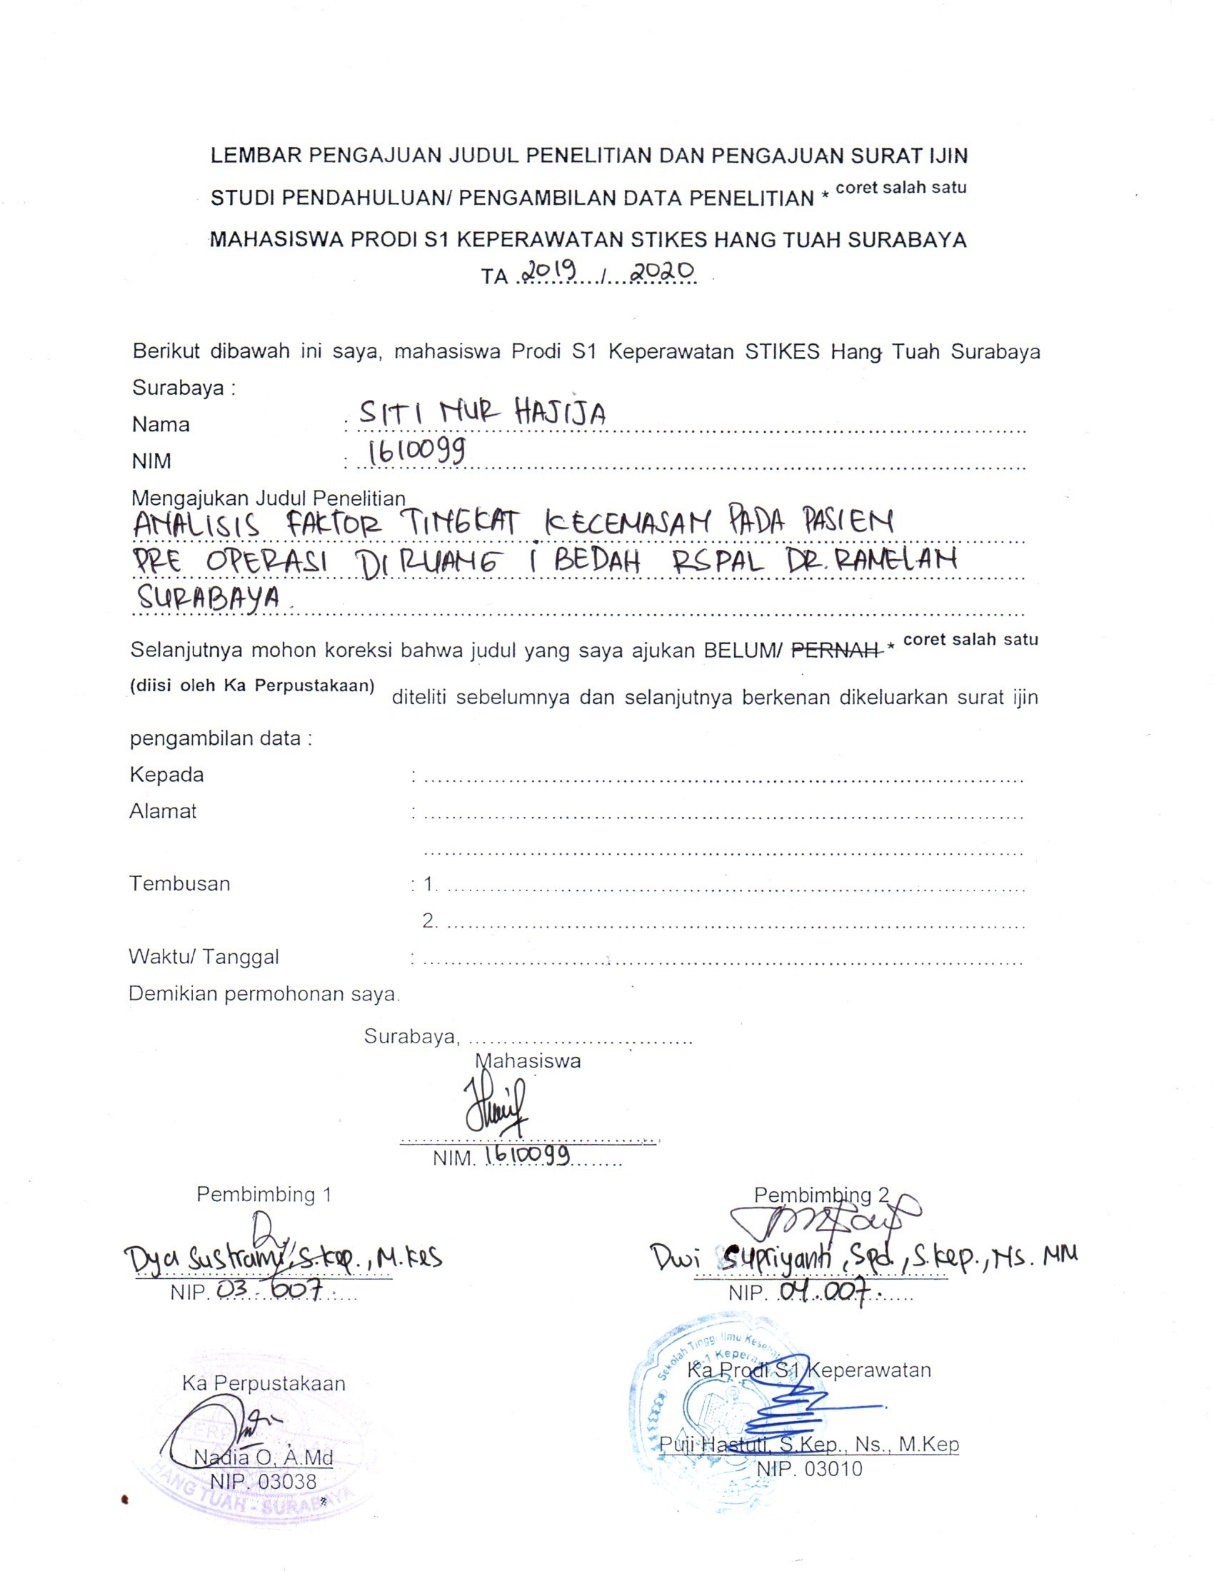 LEMBAR PENGAJUAN JUDUL PENELITIAN DAN PENGAJUAN SURAT IJIN
STUDI PENDAHULUAN/ PENGAMBILAN DATA PENELITIAN * coret salah satu
MAHASISWA PRODI S1 KEPERAWATAN STIKES HANG TUAH SURABAYA
TA 2019 / 2020
Berikut dibawah ini saya, mahasiswa Prodi S1 Keperawatan STIKES Hang Tuah Surabaya
Surabaya :
Nama : SITI NUR HAJIJA
NIM : 1610099
Mengajukan Judul Penelitian
ANALISIS FAKTOR TINGKAT KECEMASAN PADA PASIEN
PRE OPERASI DI RUANG I BEDAH RSPAL DR. RAMELAN
SURABAYA.
Selanjutnya mohon koreksi bahwa judul yang saya ajukan BELUM/ PERNAH * coret salah satu
(diisi oleh Ka Perpustakaan) diteliti sebelumnya dan selanjutnya berkenan dikeluarkan surat ijin
pengambilan data :
Kepada :
Alamat :
Tembusan : 1.
2.
Waktu/ Tanggal :
Demikian permohonan saya.
Surabaya,
Mahasiswa
NIM. 1610099
Pembimbing 1 Pembimbing 2
Dya Sustrami, S.Kep., M.Kes Dwi Supriyanti, Spd., S.Kep., Ns. MM
NIP. 03.007 NIP. 04.007
Ka Perpustakaan Ka Prodi S1 Keperawatan
Nadia O, A.Md Puji Hastuti, S.Kep., Ns., M.Kep
NIP. 03038 NIP. 03010
HANG TUAH - SURABAYA